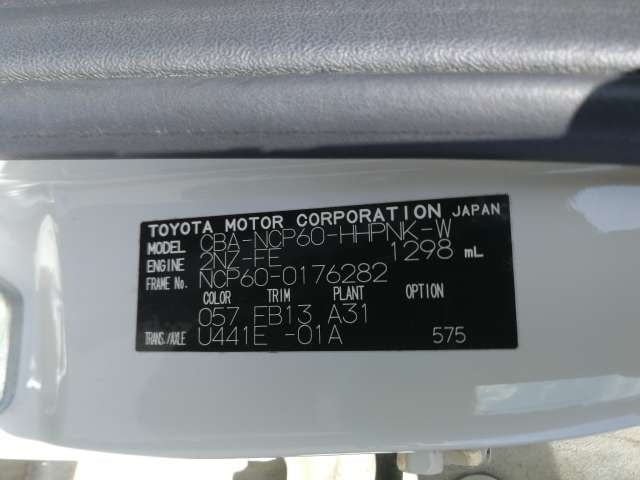 TOYOTA MOTOR CORPORATION JAPAN
MODEL CBA-NCP60-HHPNK-W
ENGINE 2NZ-FE 1298 mL
FRAME No. NCP60-0176282
COLOR TRIM PLANT OPTION
057 EB13 A31
TRANS./AXLE U441E -01A 575